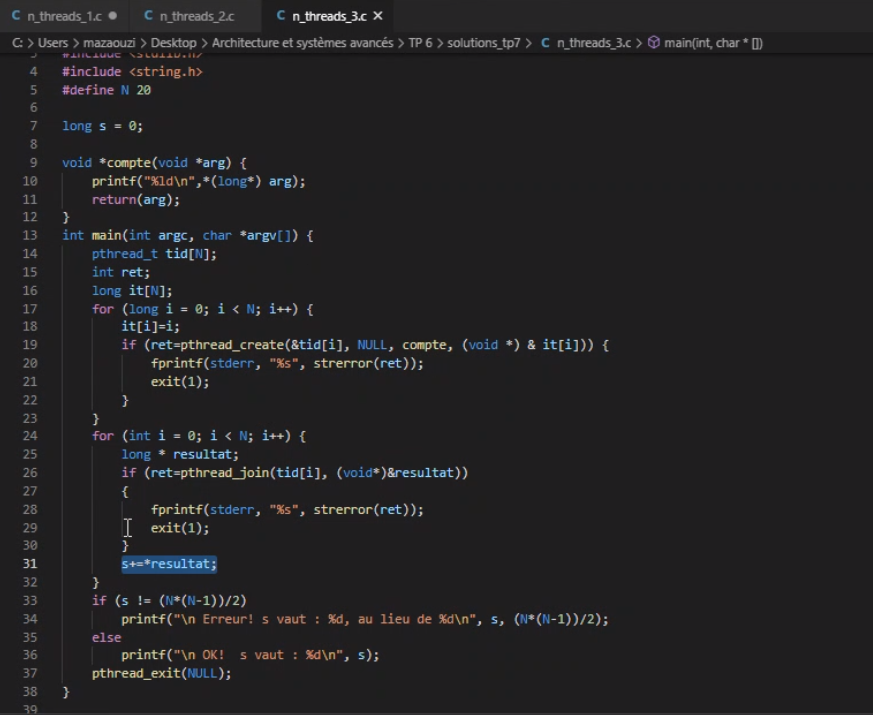 C n_threads_1.c ● C n_threads_2.c C n_threads_3.c ×
C: > Users > mazaouzi > Desktop > Architecture et systèmes avancés > TP 6 > solutions_tp7 > C n_threads_3.c > main(int, char * [])
3 #include <stdlib.h>
4 #include <string.h>
5 #define N 20
6
7 long s = 0;
8
9 void *compte(void *arg) {
10     printf("%ld\n",*(long*) arg);
11     return(arg);
12 }
13 int main(int argc, char *argv[]) {
14     pthread_t tid[N];
15     int ret;
16     long it[N];
17     for (long i = 0; i < N; i++) {
18         it[i]=i;
19         if (ret=pthread_create(&tid[i], NULL, compte, (void *) & it[i])) {
20             fprintf(stderr, "%s", strerror(ret));
21             exit(1);
22         }
23     }
24     for (int i = 0; i < N; i++) {
25         long * resultat;
26         if (ret=pthread_join(tid[i], (void*)&resultat))
27         {
28             fprintf(stderr, "%s", strerror(ret));
29             exit(1);
30         }
31         s+=*resultat;
32     }
33     if (s != (N*(N-1))/2)
34         printf("\n Erreur! s vaut : %d, au lieu de %d\n", s, (N*(N-1))/2);
35     else
36         printf("\n OK!  s vaut : %d\n", s);
37     pthread_exit(NULL);
38 }
39